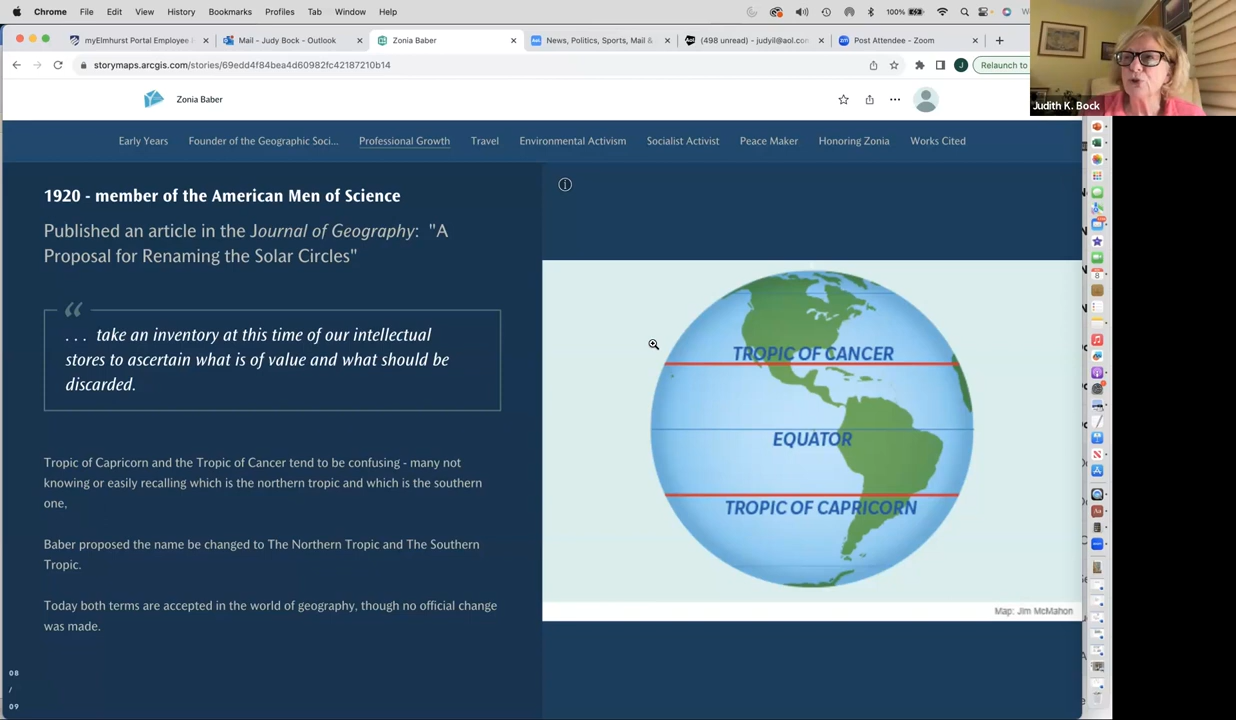 Chrome File Edit View History Bookmarks Profiles Tab Window Help
100%
myElmhurst Portal Employee
Mail - Judy Bock - Outlook
Zonia Baber
News, Politics, Sports, Mail &
(498 unread) - judyil@aol.com
Post Attendee - Zoom
storymaps.arcgis.com/stories/69edd4f84bea4d60982fc42187210b14
J
Relaunch to
Judith K. Bock
Zonia Baber
Early Years
Founder of the Geographic Soci...
Professional Growth
Travel
Environmental Activism
Socialist Activist
Peace Maker
Honoring Zonia
Works Cited
1920 - member of the American Men of Science
Published an article in the Journal of Geography: "A
Proposal for Renaming the Solar Circles"
“
. . . take an inventory at this time of our intellectual
stores to ascertain what is of value and what should be
discarded.
Tropic of Capricorn and the Tropic of Cancer tend to be confusing - many not
knowing or easily recalling which is the northern tropic and which is the southern
one,
Baber proposed the name be changed to The Northern Tropic and The Southern
Tropic.
Today both terms are accepted in the world of geography, though no official change
was made.
08
/
09
TROPIC OF CANCER
EQUATOR
TROPIC OF CAPRICORN
Map: Jim McMahon